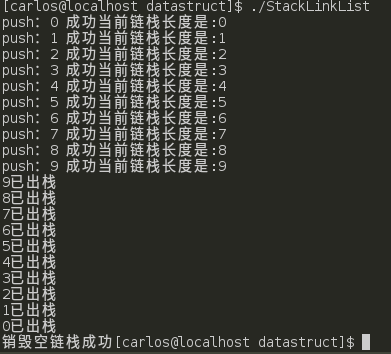 [carlos@localhost datastruct]$ ./StackLinkList
push: 0 成功当前链栈长度是:0
push: 1 成功当前链栈长度是:1
push: 2 成功当前链栈长度是:2
push: 3 成功当前链栈长度是:3
push: 4 成功当前链栈长度是:4
push: 5 成功当前链栈长度是:5
push: 6 成功当前链栈长度是:6
push: 7 成功当前链栈长度是:7
push: 8 成功当前链栈长度是:8
push: 9 成功当前链栈长度是:9
9已出栈
8已出栈
7已出栈
6已出栈
5已出栈
4已出栈
3已出栈
2已出栈
1已出栈
0已出栈
销毁空链栈成功[carlos@localhost datastruct]$